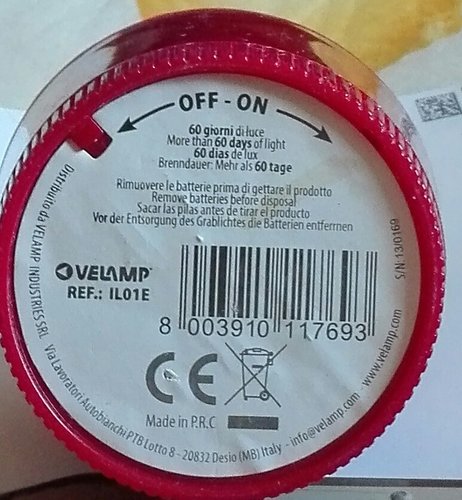 OFF - ON
60 giorni di luce
More than 60 days of light
60 dias de lux
Brenndauer: Mehr als 60 tage
Rimuovere le batterie prima di gettare il prodotto
Remove batteries before disposal
Sacar las pilas antes de tirar el producto
Vor der Entsorgung des Grablichtes die Batterien entferrnen
VELAMP
REF.: IL01E
8 003910 117693
S/N 13/0169
CE
Made in P.R.C
Distribuito da VELAMP INDUSTRIES SRL Via Lavoratori Autobianchi PTB Lotto 8 - 20832 Desio (MB) Italy - info@velamp.com - www.velamp.com